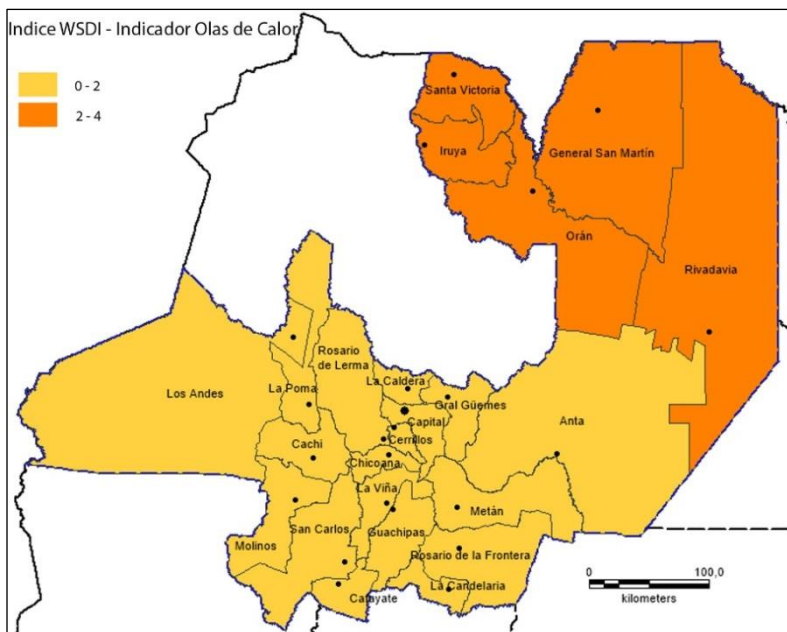 Indice WSDI - Indicador Olas de Calor
0 - 2
2 - 4
Santa Victoria
Iruya
General San Martín
Orán
Rivadavia
Rosario
de Lerma
Los Andes
La Poma
La Caldera
Gral Güemes
Capital
Anta
Cerrillos
Cachi
Chicoana
La Viña
Metán
San Carlos
Guachipas
Molinos
Rosario de la Frontera
La Candelaria
Cafayate
0 100,0
kilometers